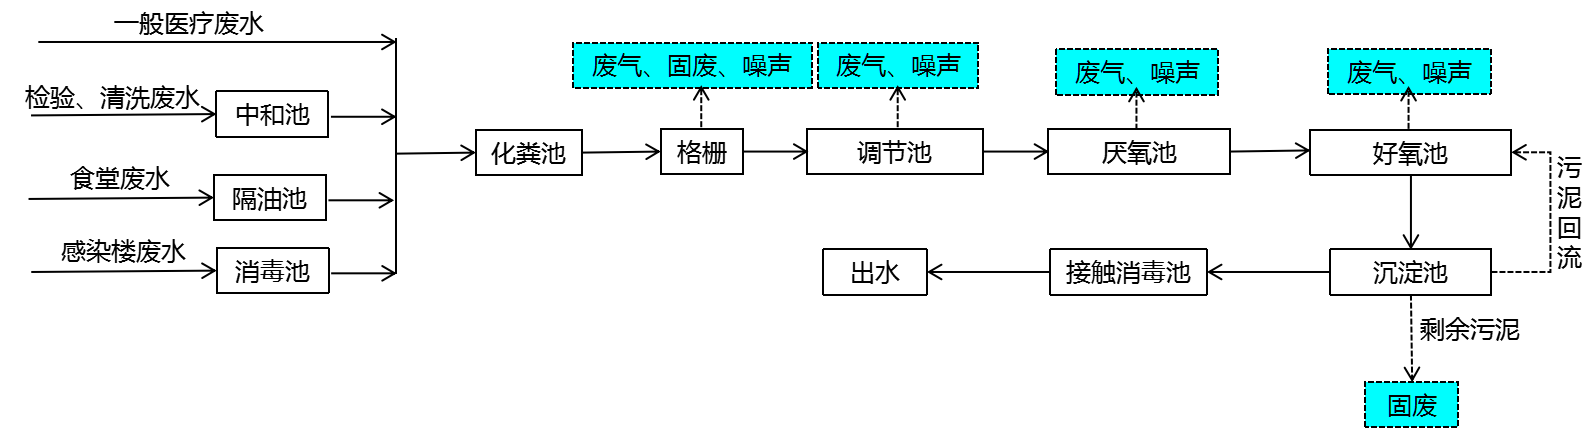 一般医疗废水
检验、清洗废水
中和池
食堂废水
隔油池
感染楼废水
消毒池
化粪池
废气、固废、噪声
格栅
废气、噪声
调节池
废气、噪声
厌氧池
废气、噪声
好氧池
污泥回流
沉淀池
接触消毒池
出水
剩余污泥
固废